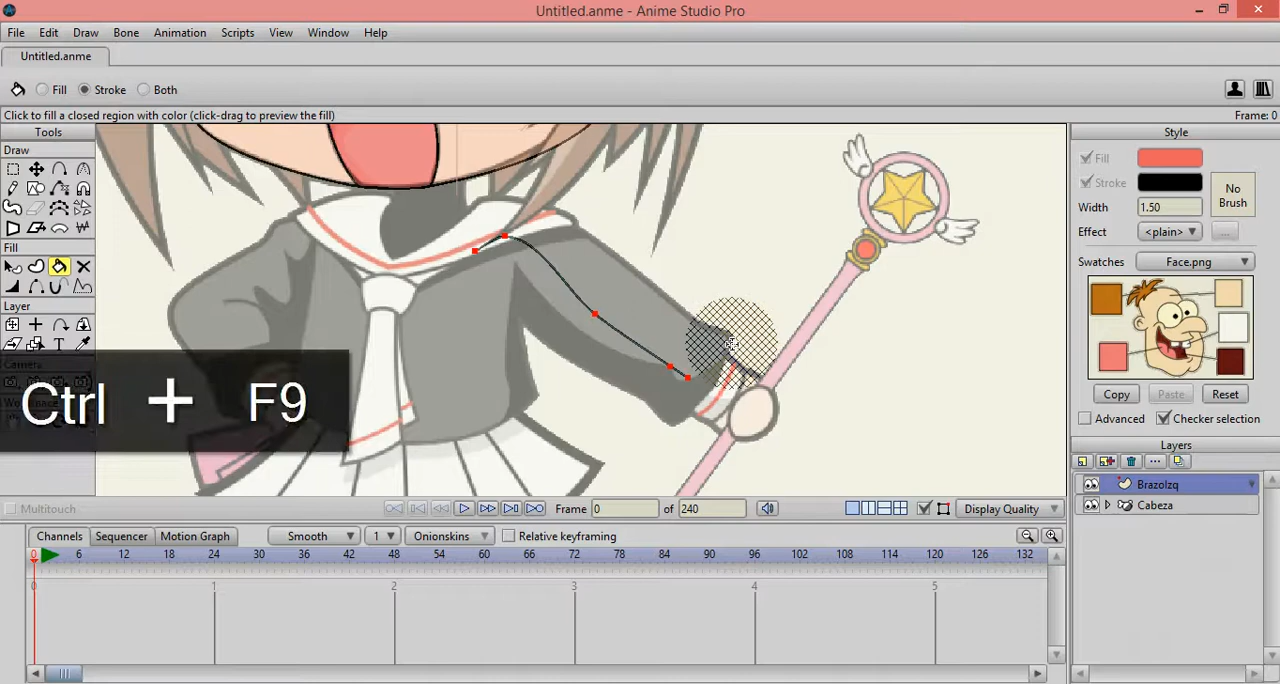 Untitled.anme - Anime Studio Pro
File Edit Draw Bone Animation Scripts View Window Help
Untitled.anme
Fill Stroke Both
Click to fill a closed region with color (click-drag to preview the fill)
Frame: 0
Tools
Draw
Fill
Layer
T
Ctrl + F9
Multitouch
Style
Fill
Stroke
No Brush
Width 1.50
Effect <plain> ...
Swatches Face.png
Copy Paste Reset
Advanced Checker selection
Layers
BrazoIzq
Cabeza
Frame 0 of 240 Display Quality
Channels Sequencer Motion Graph Smooth 1 Onionskins Relative keyframing
0 6 12 18 24 30 36 42 48 54 60 66 72 78 84 90 96 102 108 114 120 126 132
0 1 2 3 4 5